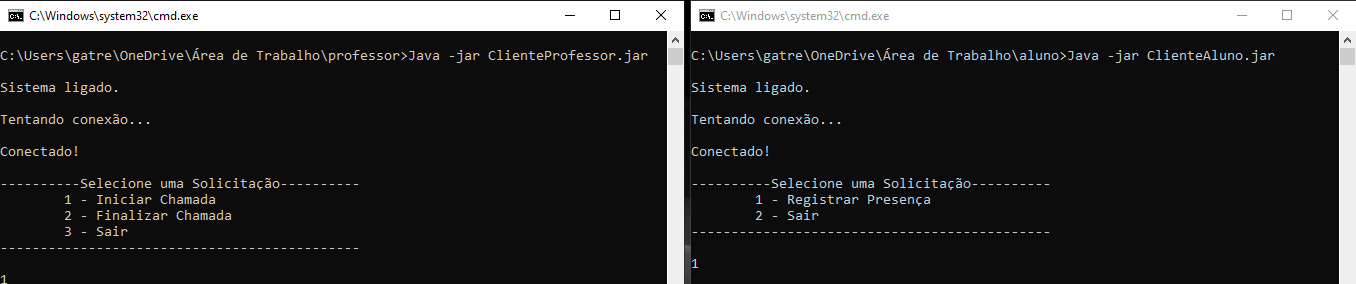 C:\Windows\system32\cmd.exe
C:\Users\gatre\OneDrive\Área de Trabalho\professor>Java -jar ClienteProfessor.jar
Sistema ligado.
Tentando conexão...
Conectado!
----------Selecione uma Solicitação----------
1 - Iniciar Chamada
2 - Finalizar Chamada
3 - Sair
---------------------------------------------
1
C:\Windows\system32\cmd.exe
C:\Users\gatre\OneDrive\Área de Trabalho\aluno>Java -jar ClienteAluno.jar
Sistema ligado.
Tentando conexão...
Conectado!
----------Selecione uma Solicitação----------
1 - Registrar Presença
2 - Sair
---------------------------------------------
1